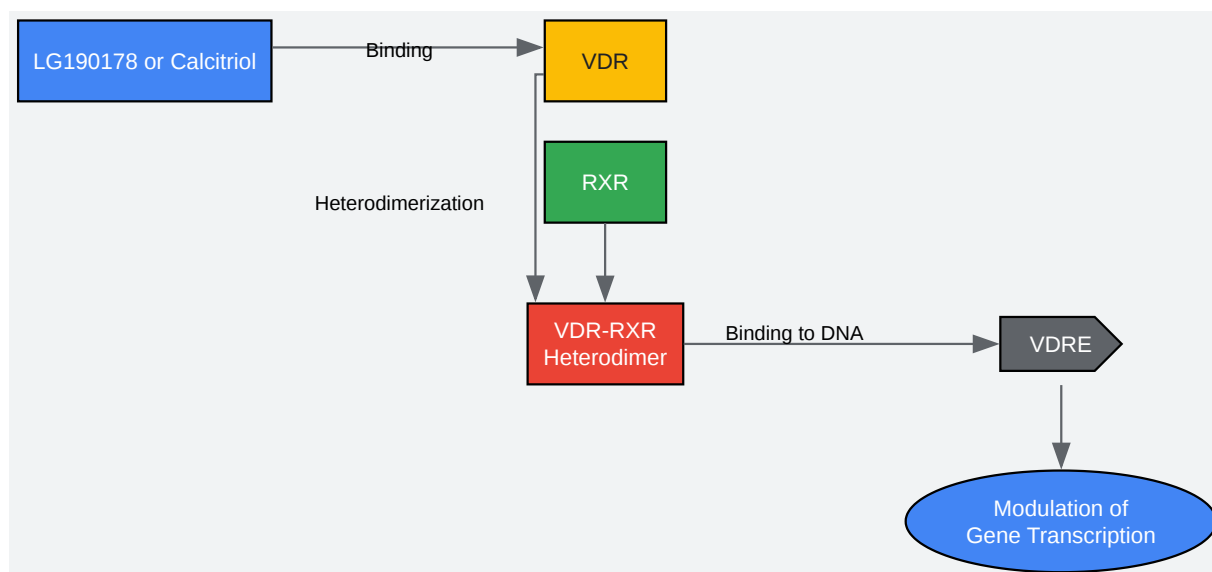 LG190178 or Calcitriol
Binding
VDR
RXR
Heterodimerization
VDR-RXR
Heterodimer
Binding to DNA
VDRE
Modulation of
Gene Transcription